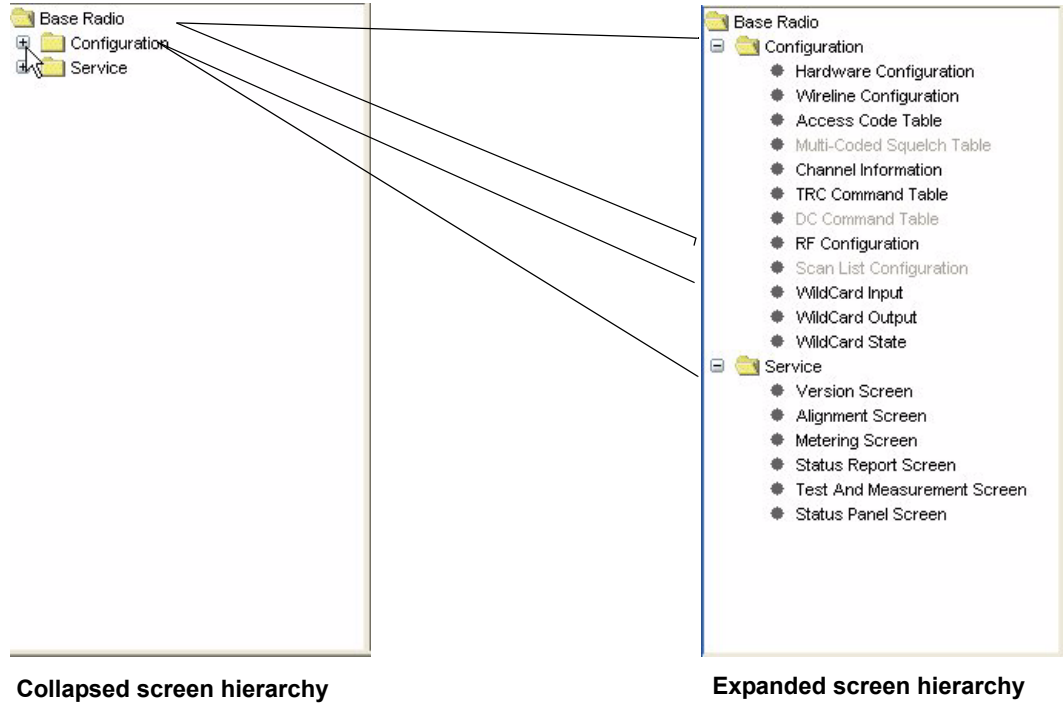 Base Radio
Configuration
Service
Collapsed screen hierarchy
Base Radio
Configuration
Hardware Configuration
Wireline Configuration
Access Code Table
Multi-Coded Squelch Table
Channel Information
TRC Command Table
DC Command Table
RF Configuration
Scan List Configuration
WildCard Input
WildCard Output
WildCard State
Service
Version Screen
Alignment Screen
Metering Screen
Status Report Screen
Test And Measurement Screen
Status Panel Screen
Expanded screen hierarchy